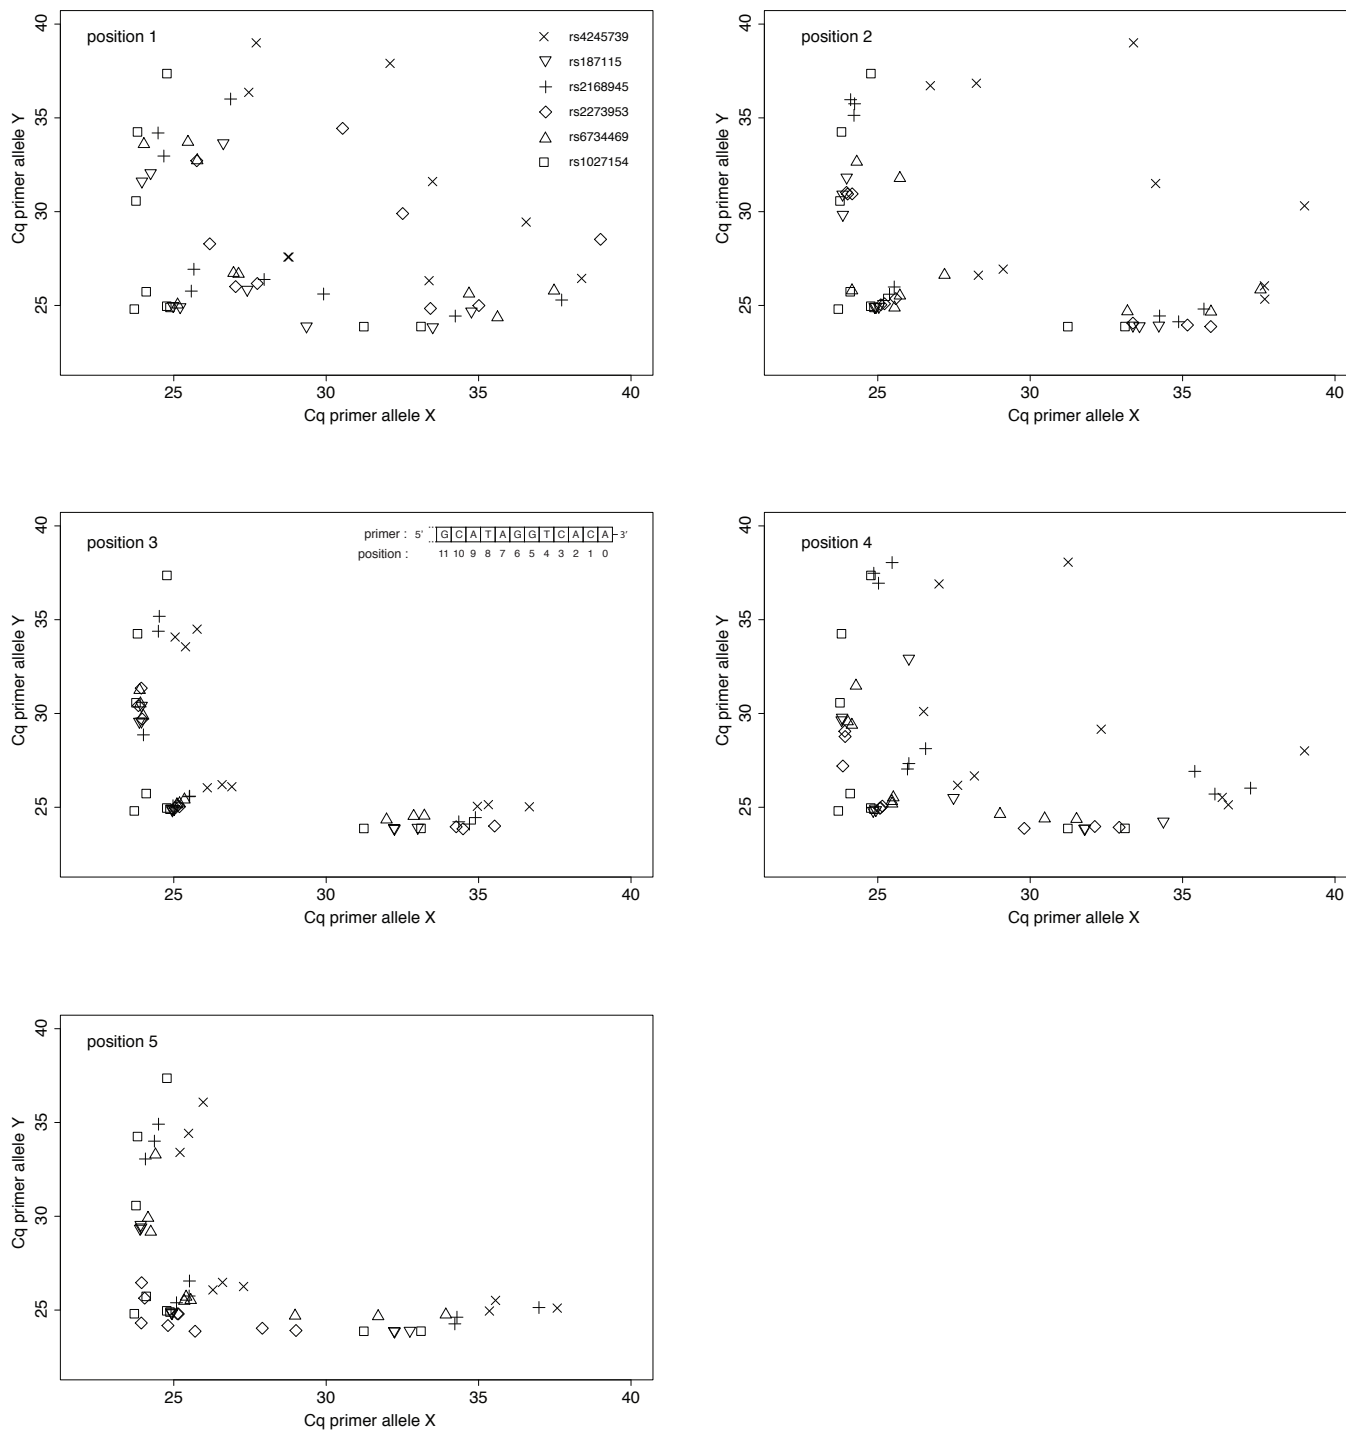 position 1
rs4245739
rs187115
rs2168945
rs2273953
rs6734469
rs1027154
Cq primer allele Y
25 30 35 40
25 30 35 40
Cq primer allele X
position 2
Cq primer allele Y
25 30 35 40
25 30 35 40
Cq primer allele X
position 3
primer : 5' G C A T A G G T C A C A 3'
position : 11 10 9 8 7 6 5 4 3 2 1 0
Cq primer allele Y
25 30 35 40
25 30 35 40
Cq primer allele X
position 4
Cq primer allele Y
25 30 35 40
25 30 35 40
Cq primer allele X
position 5
Cq primer allele Y
25 30 35 40
25 30 35 40
Cq primer allele X